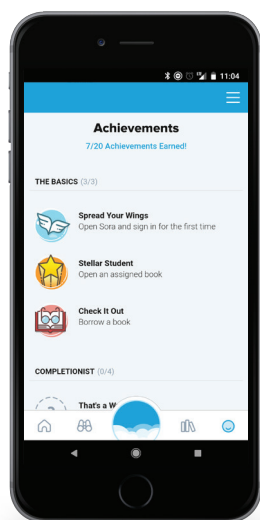 11:04
Achievements
7/20 Achievements Earned!
THE BASICS (3/3)
Spread Your Wings
Open Sora and sign in for the first time
Stellar Student
Open an assigned book
Check It Out
Borrow a book
COMPLETIONIST (0/4)
That's a